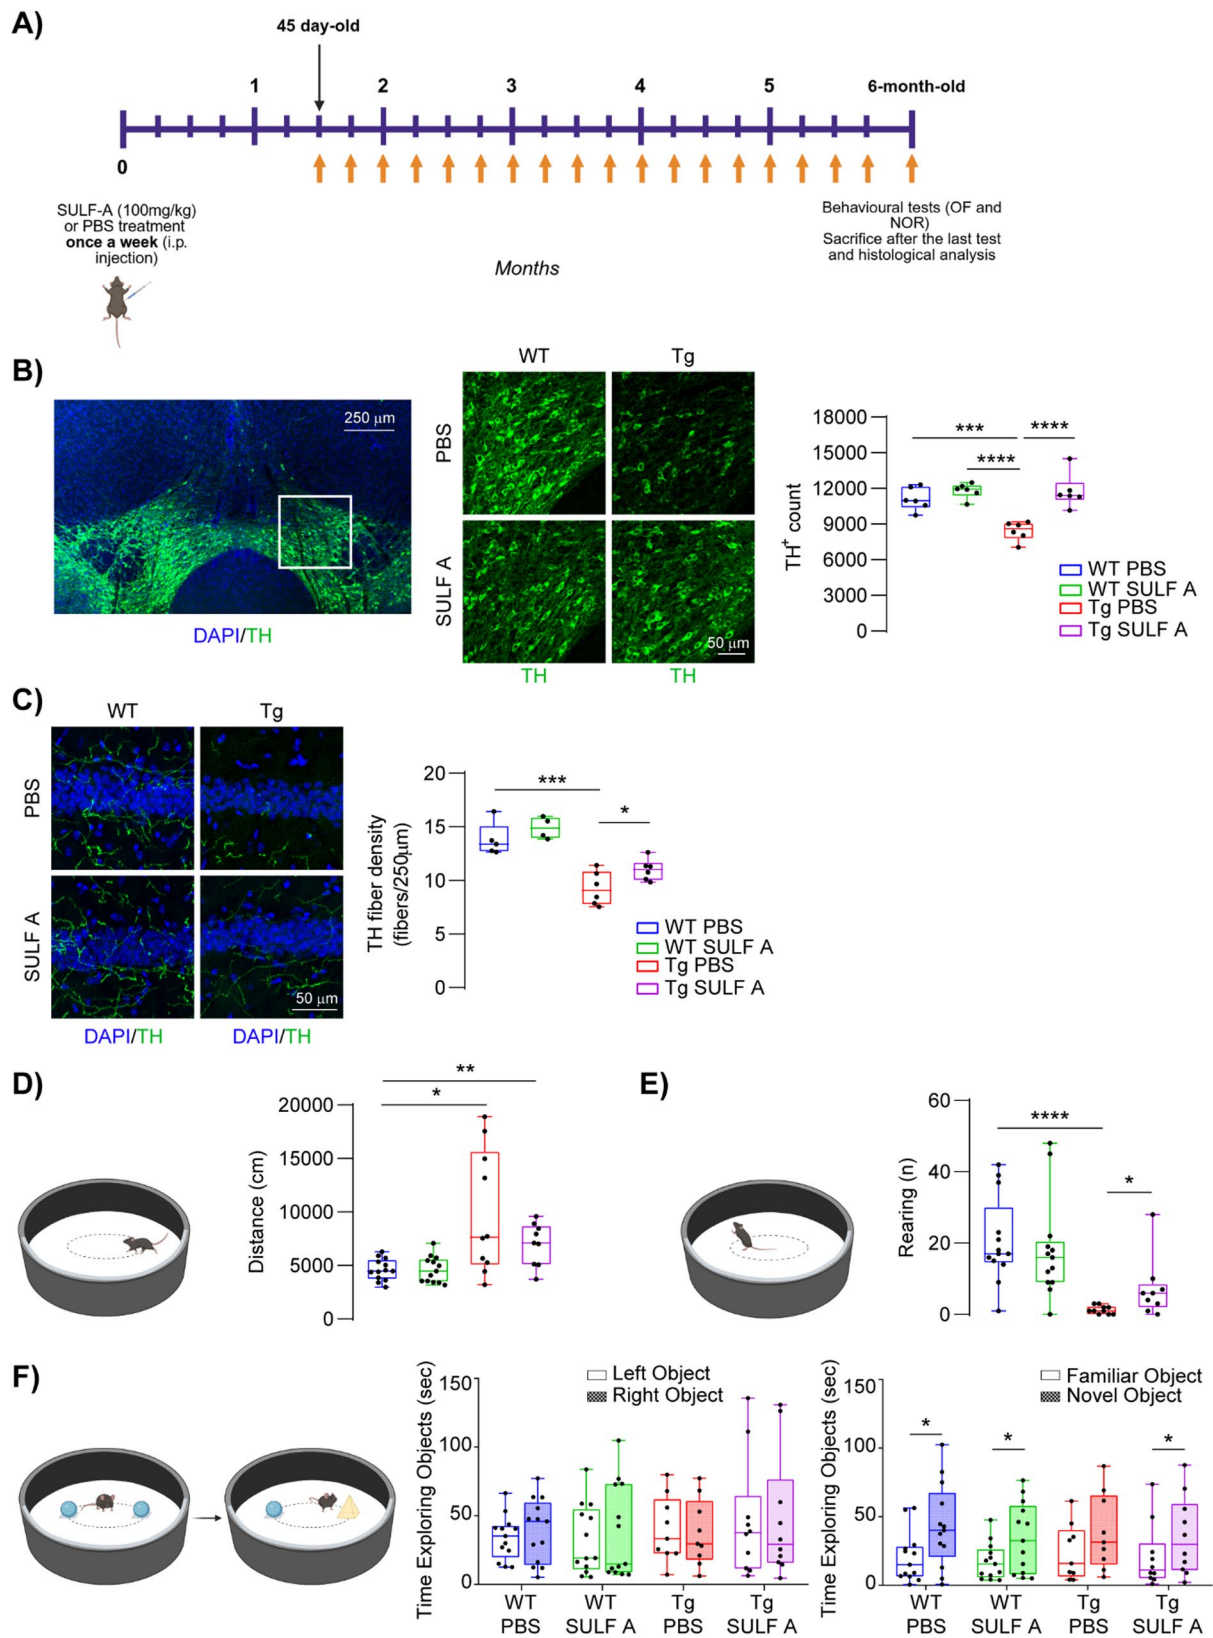 A)
45 day-old
1
2
3
4
5
6-month-old
0
SULF-A (100mg/kg)
or PBS treatment
once a week (i.p.
injection)
Months
Behavioural tests (OF and
NOR)
Sacrifice after the last test
and histological analysis
B)
250 µm
DAPI/TH
WT
Tg
PBS
SULF A
50 µm
TH
TH
TH⁺ count
18000
15000
12000
9000
6000
3000
0
***
****
****
WT PBS
WT SULF A
Tg PBS
Tg SULF A
C)
WT
Tg
PBS
SULF A
50 µm
DAPI/TH
DAPI/TH
TH fiber density
(fibers/250µm)
20
15
10
5
0
***
*
WT PBS
WT SULF A
Tg PBS
Tg SULF A
D)
Distance (cm)
20000
15000
10000
5000
0
**
*
E)
Rearing (n)
60
40
20
0
****
*
F)
Time Exploring Objects (sec)
150
100
50
0
Left Object
Right Object
WT
PBS
WT
SULF A
Tg
PBS
Tg
SULF A
Time Exploring Objects (sec)
150
100
50
0
Familiar Object
Novel Object
*
*
*
WT
PBS
WT
SULF A
Tg
PBS
Tg
SULF A